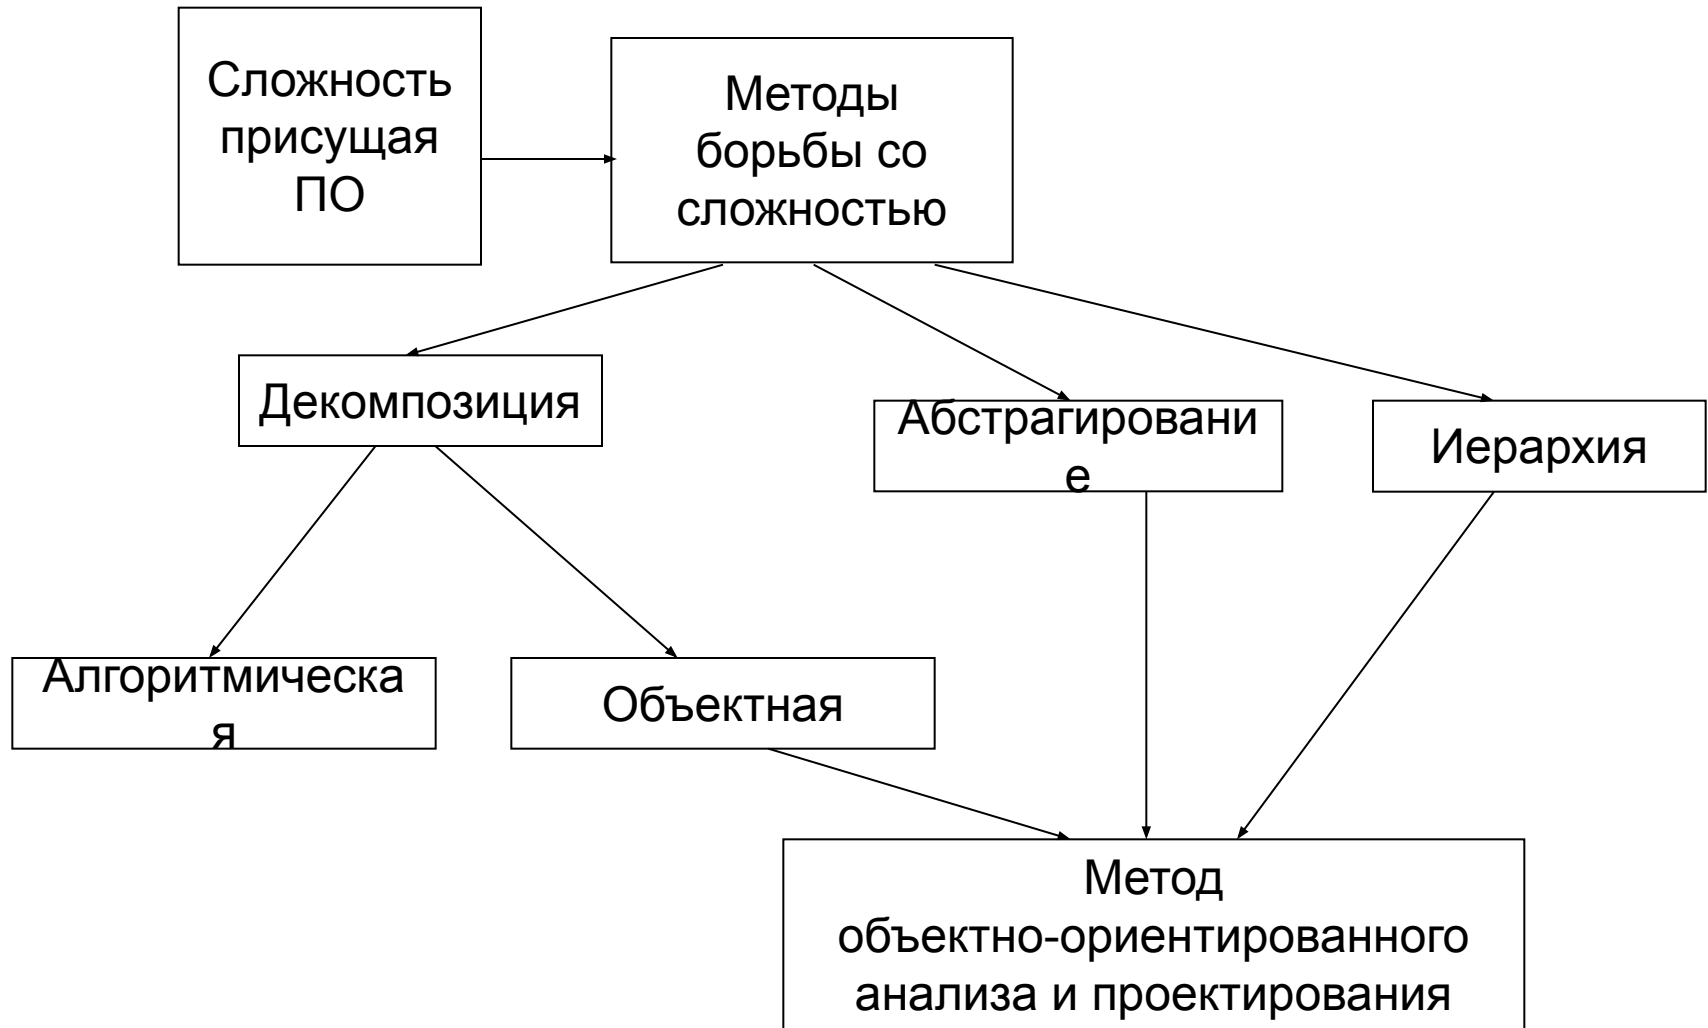 Сложность
присущая
ПО
Методы
борьбы со
сложностью
Декомпозиция
Абстрагировани
е
Иерархия
Алгоритмическа
я
Объектная
Метод
объектно-ориентированного
анализа и проектирования